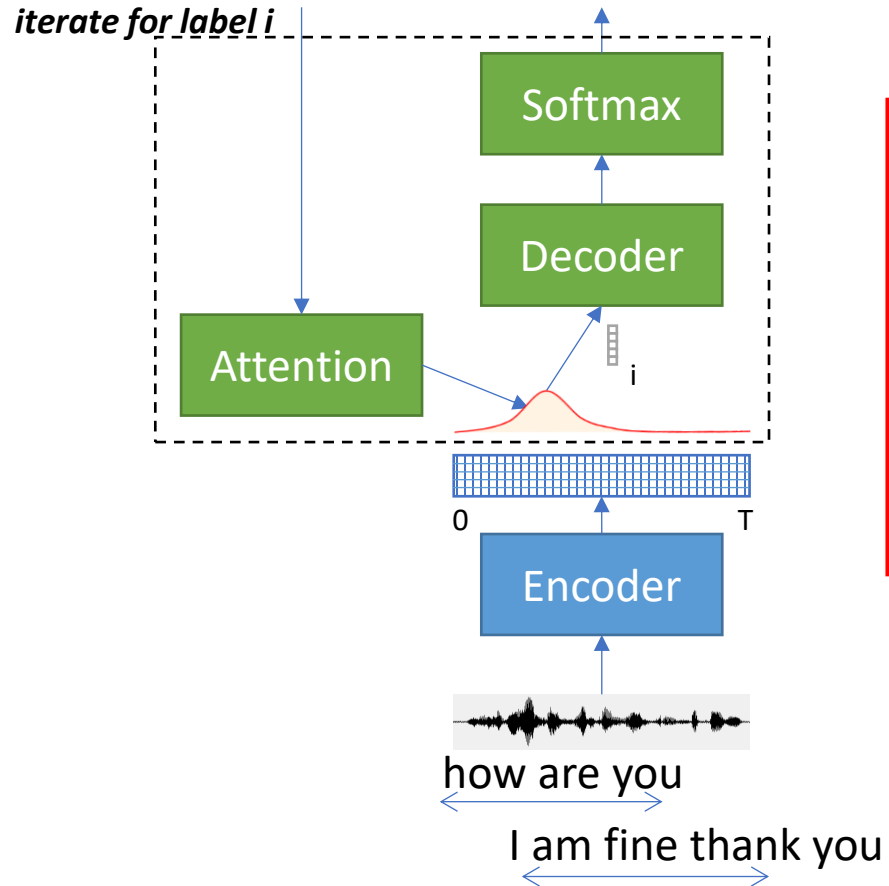 iterate for label i
Softmax
Decoder
Attention
i
0 T
Encoder
how are you
I am fine thank you